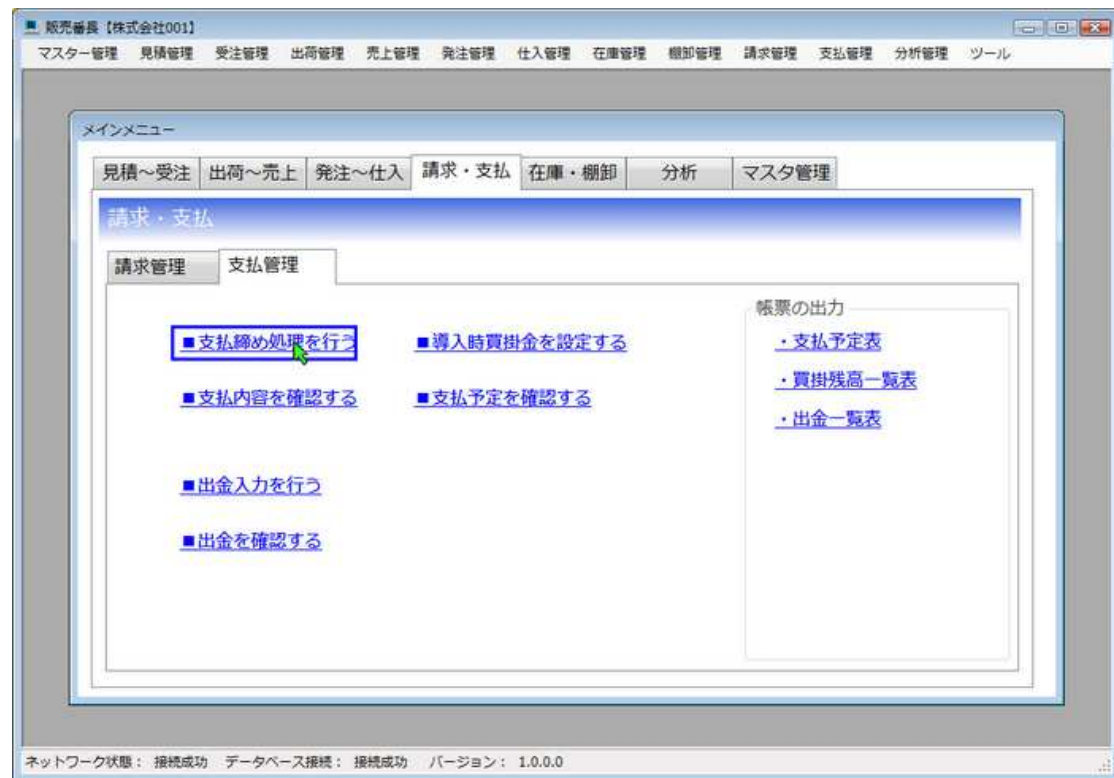 販売番長【株式会社001】
マスター管理 見積管理 受注管理 出荷管理 売上管理 発注管理 仕入管理 在庫管理 棚卸管理 請求管理 支払管理 分析管理 ツール
メインメニュー
見積～受注 出荷～売上 発注～仕入 請求・支払 在庫・棚卸 分析 マスタ管理
請求・支払
請求管理 支払管理
帳票の出力
■支払締め処理を行う ■導入時買掛金を設定する ・支払予定表
・買掛残高一覧表
■支払内容を確認する ■支払予定を確認する
・出金一覧表
■出金入力を行う
■出金を確認する
ネットワーク状態： 接続成功 データベース接続： 接続成功 バージョン： 1.0.0.0